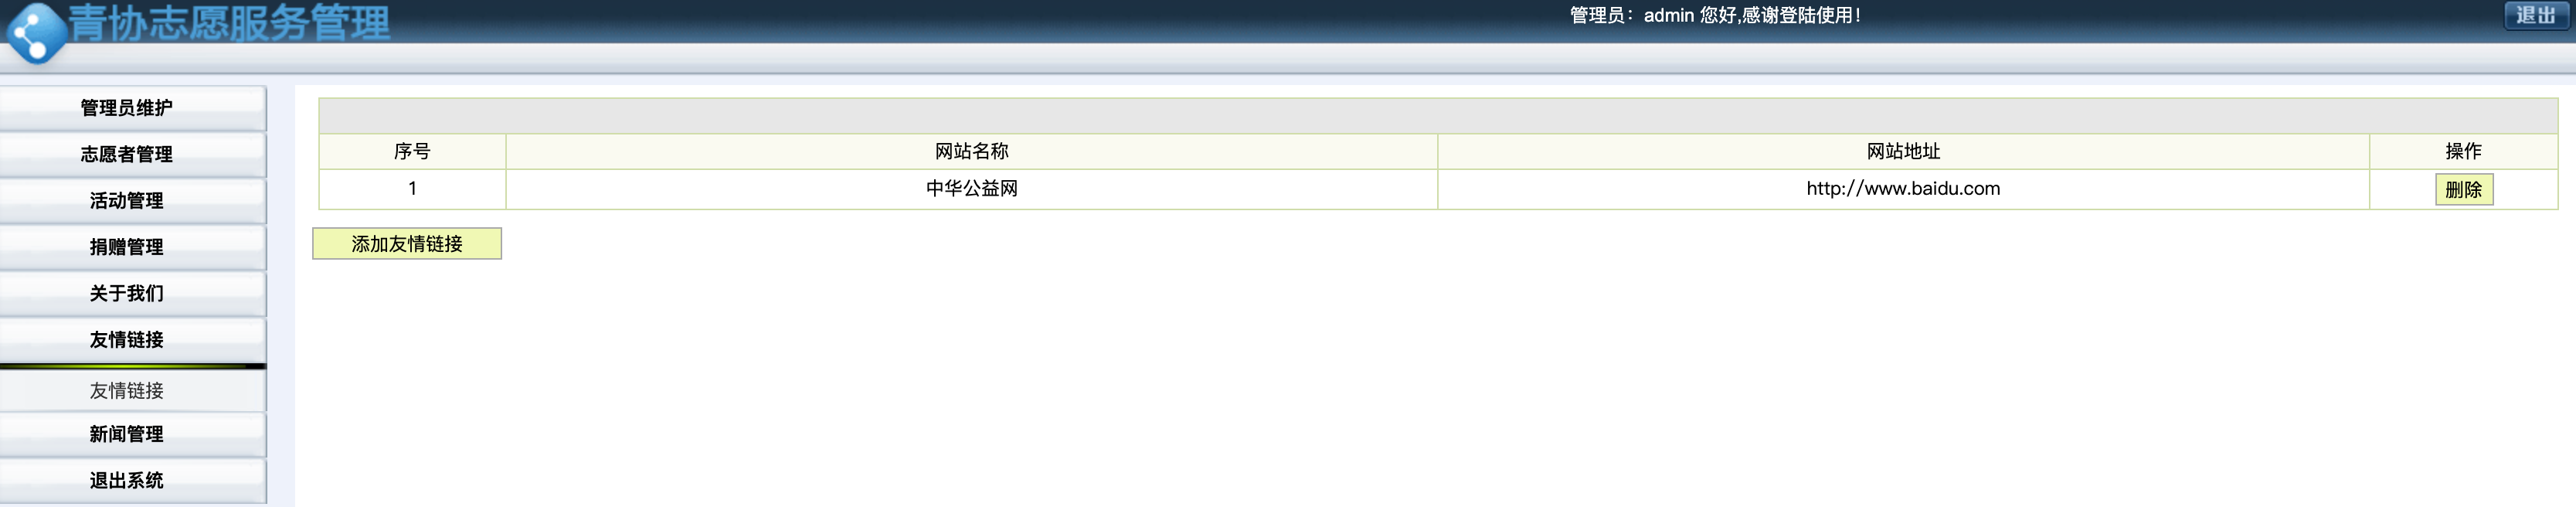 青协志愿服务管理
管理员：admin 您好,感谢登陆使用！
退出
管理员维护
志愿者管理
活动管理
捐赠管理
关于我们
友情链接
友情链接
新闻管理
退出系统
序号 网站名称 网站地址 操作
1 中华公益网 http://www.baidu.com 删除
添加友情链接